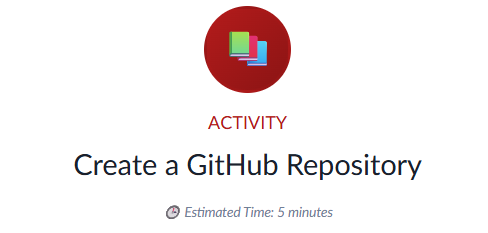 ACTIVITY
Create a GitHub Repository
Estimated Time: 5 minutes